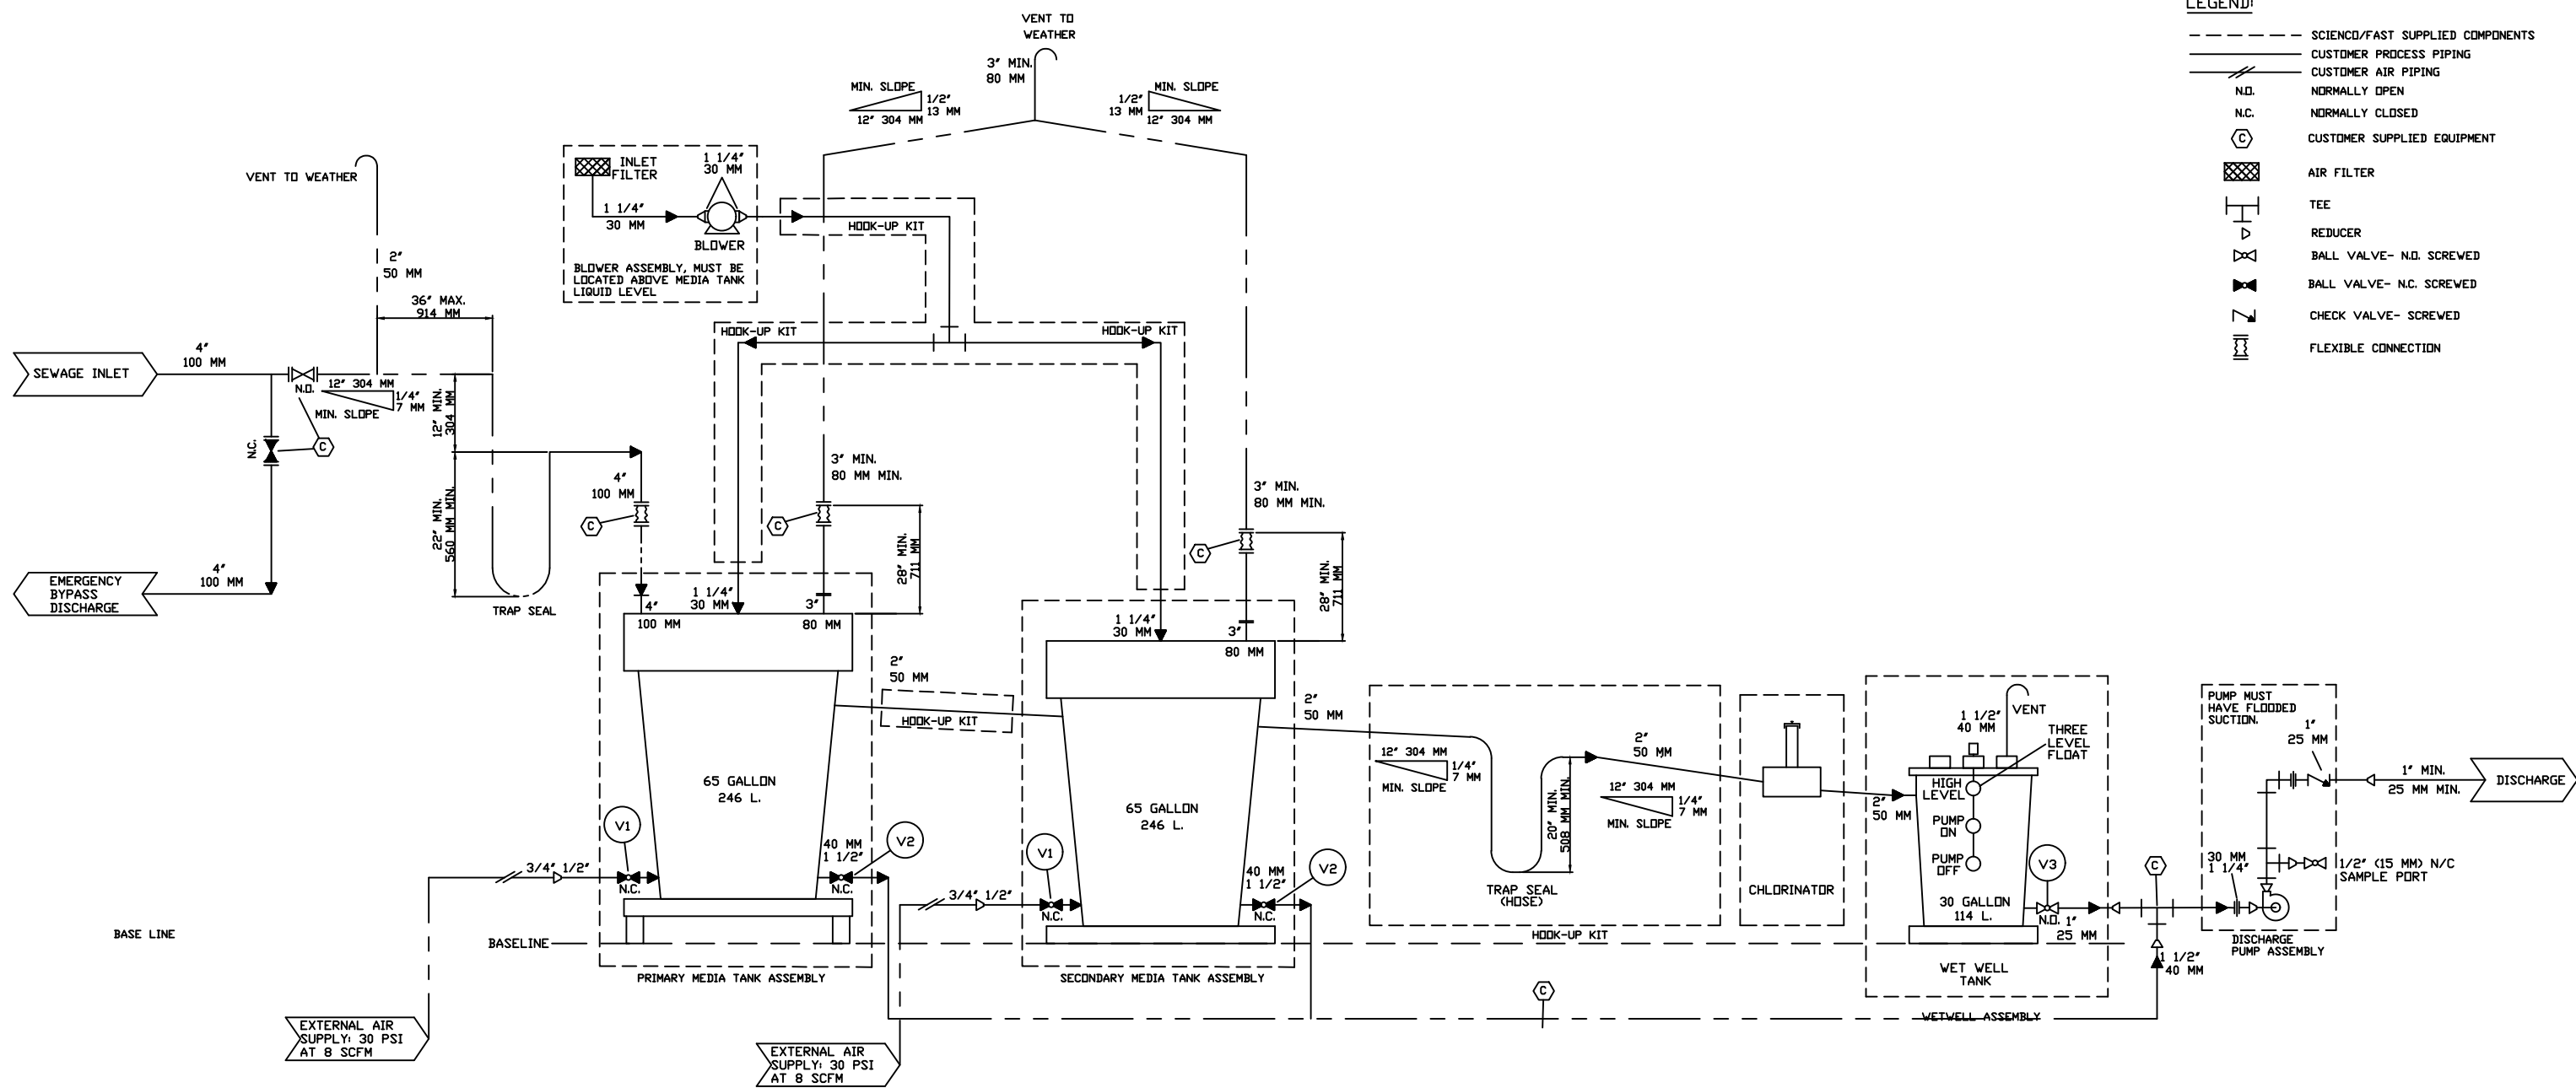 LEGEND:
SCIENCO/FAST SUPPLIED COMPONENTS
CUSTOMER PROCESS PIPING
CUSTOMER AIR PIPING
N.O. NORMALLY OPEN
N.C. NORMALLY CLOSED
C CUSTOMER SUPPLIED EQUIPMENT
AIR FILTER
TEE
REDUCER
BALL VALVE- N.O. SCREWED
BALL VALVE- N.C. SCREWED
CHECK VALVE- SCREWED
FLEXIBLE CONNECTION
VENT TO
WEATHER
3" MIN.
80 MM
MIN. SLOPE
1/2"
13 MM
12" 304 MM
MIN. SLOPE
1/2"
13 MM
12" 304 MM
VENT TO WEATHER
2"
50 MM
36" MAX.
914 MM
INLET
FILTER
1 1/4"
30 MM
1 1/4"
30 MM
BLOWER
BLOWER ASSEMBLY, MUST BE
LOCATED ABOVE MEDIA TANK
LIQUID LEVEL
HOOK-UP KIT
HOOK-UP KIT
HOOK-UP KIT
SEWAGE INLET
4"
100 MM
N.O.
12" 304 MM
1/4"
7 MM
MIN. SLOPE
12" MIN.
304 MM
N.C.
C
22" MIN.
560 MM MIN.
EMERGENCY
BYPASS
DISCHARGE
4"
100 MM
TRAP SEAL
4"
100 MM
C
3" MIN.
80 MM MIN.
C
28" MIN.
711 MM
3" MIN.
80 MM MIN.
C
28" MIN.
711 MM
4"
100 MM
1 1/4"
30 MM
3"
80 MM
65 GALLON
246 L.
V1
3/4" 1/2"
N.C.
40 MM
1 1/2"
N.C.
V2
PRIMARY MEDIA TANK ASSEMBLY
2"
50 MM
HOOK-UP KIT
1 1/4"
30 MM
3"
80 MM
65 GALLON
246 L.
V1
3/4" 1/2"
N.C.
40 MM
1 1/2"
N.C.
V2
SECONDARY MEDIA TANK ASSEMBLY
BASE LINE
BASELINE
EXTERNAL AIR
SUPPLY: 30 PSI
AT 8 SCFM
EXTERNAL AIR
SUPPLY: 30 PSI
AT 8 SCFM
2"
50 MM
12" 304 MM
1/4"
7 MM
MIN. SLOPE
2"
50 MM
20" MIN.
508 MM MIN.
12" 304 MM
1/4"
7 MM
MIN. SLOPE
TRAP SEAL
(HOSE)
HOOK-UP KIT
C
CHLORINATOR
2"
50 MM
1 1/2"
40 MM
VENT
THREE
LEVEL
FLOAT
HIGH
LEVEL
PUMP
ON
PUMP
OFF
30 GALLON
114 L.
V3
N.O.
1"
25 MM
WET WELL
TANK
WETWELL ASSEMBLY
C
1 1/2"
40 MM
PUMP MUST
HAVE FLOODED
SUCTION.
1"
25 MM
30 MM
1 1/4"
1/2" (15 MM) N/C
SAMPLE PORT
DISCHARGE
PUMP ASSEMBLY
1" MIN.
25 MM MIN.
DISCHARGE